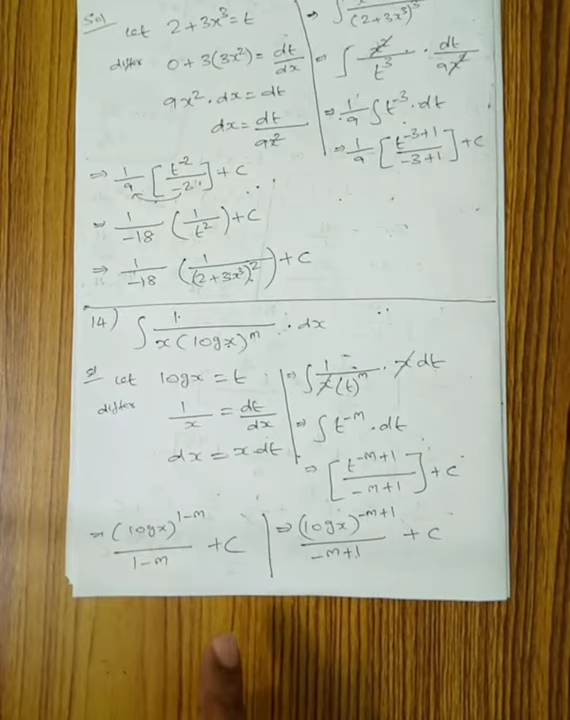 Sol
Let 2+3x³=t
differ 0+3(3x²)= dt/dx
9x².dx=dt
dx= dt/9x²
⇒ ∫ /(2+3x³)³
⇒ ∫ x²/t³ . dt/9x²
⇒ 1/9 ∫t⁻³.dt
⇒ 1/9 [t⁻³⁺¹/-3+1]+C
⇒ 1/9 [t⁻²/-2]+C
⇒ 1/-18 (1/t²)+C
⇒ 1/-18 (1/(2+3x³)²)+C
14) ∫ 1/x(logx)ᵐ .dx
Let logx=t
differ 1/x = dt/dx
dx=x.dt
⇒ ∫ 1/x(t)ᵐ . x dt
⇒ ∫t⁻ᵐ.dt
⇒ [t⁻ᵐ⁺¹/-m+1]+C
⇒ (logx)¹⁻ᵐ/1-m +C
⇒ (logx)⁻ᵐ⁺¹/-m+1 +C